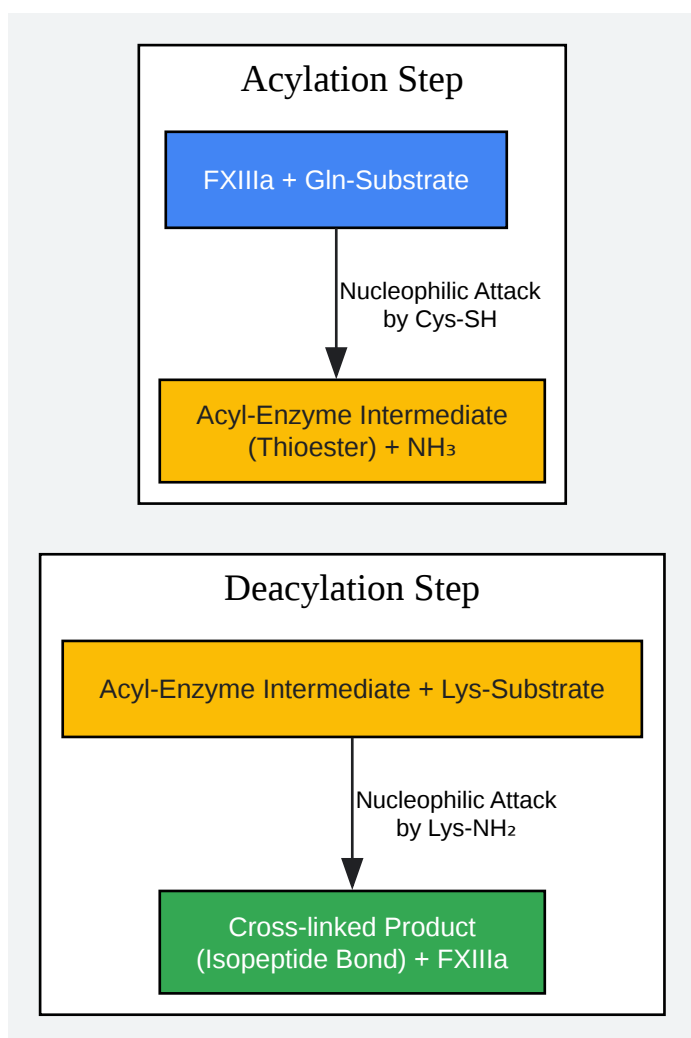 Acylation Step
FXIIIa + Gln-Substrate
Nucleophilic Attack
by Cys-SH
Acyl-Enzyme Intermediate
(Thioester) + NH₃
Deacylation Step
Acyl-Enzyme Intermediate + Lys-Substrate
Nucleophilic Attack
by Lys-NH₂
Cross-linked Product
(Isopeptide Bond) + FXIIIa